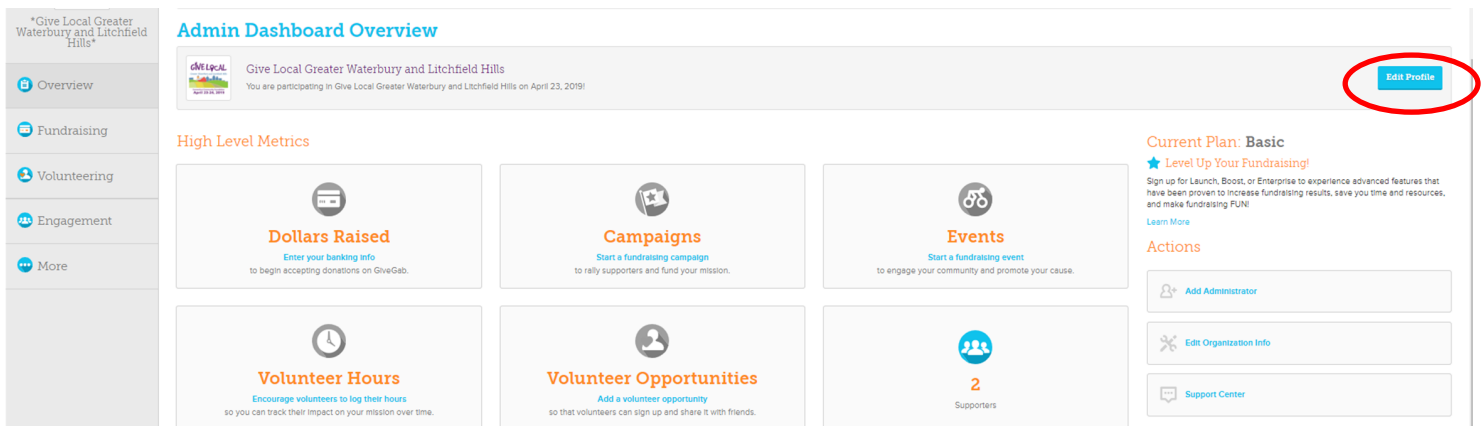 *Give Local Greater
Waterbury and Litchfield
Hills*
Overview
Fundraising
Volunteering
Engagement
More
Admin Dashboard Overview
GIVE LOCAL
Give Local Greater Waterbury and Litchfield Hills
You are participating in Give Local Greater Waterbury and Litchfield Hills on April 23, 2019!
Edit Profile
High Level Metrics
Dollars Raised
Enter your banking info
to begin accepting donations on GiveGab.
Campaigns
Start a fundraising campaign
to rally supporters and fund your mission.
Events
Start a fundraising event
to engage your community and promote your cause.
Volunteer Hours
Encourage volunteers to log their hours
so you can track their impact on your mission over time.
Volunteer Opportunities
Add a volunteer opportunity
so that volunteers can sign up and share it with friends.
2
Supporters
Current Plan: Basic
Level Up Your Fundraising!
Sign up for Launch, Boost, or Enterprise to experience advanced features that
have been proven to increase fundraising results, save you time and resources,
and make fundraising FUN!
Learn More
Actions
Add Administrator
Edit Organization Info
Support Center